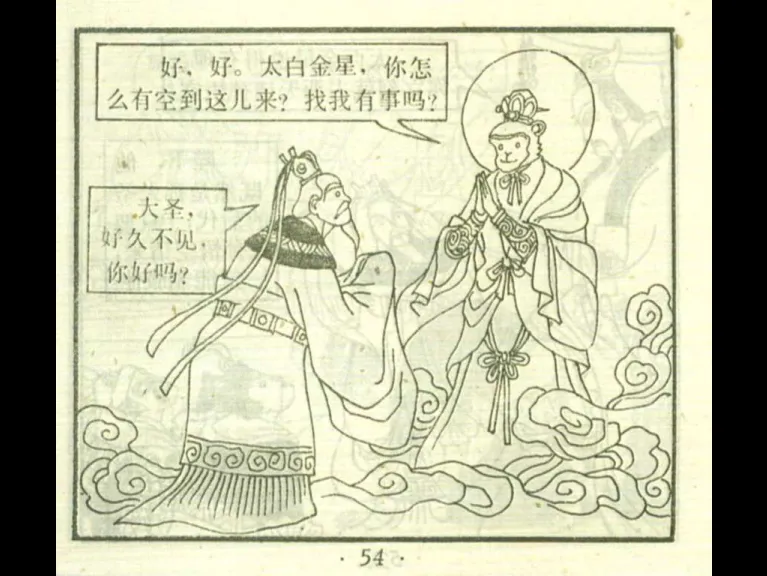 大圣，
好久不见，
你好吗？
好、好。太白金星，你怎
么有空到这儿来？找我有事吗？
· 54 ·